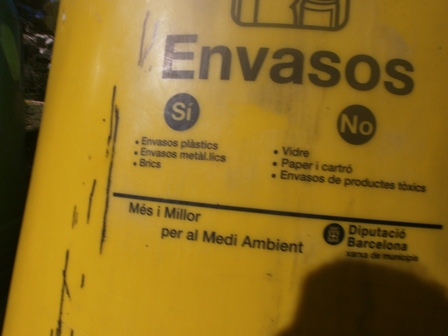 Envasos
Sí
• Envasos plàstics
• Envasos metàl.lics
• Brics
No
• Vidre
• Paper i cartró
• Envasos de productes tòxics
Més i Millor
per al Medi Ambient
Diputació
Barcelona
xarxa de municipis